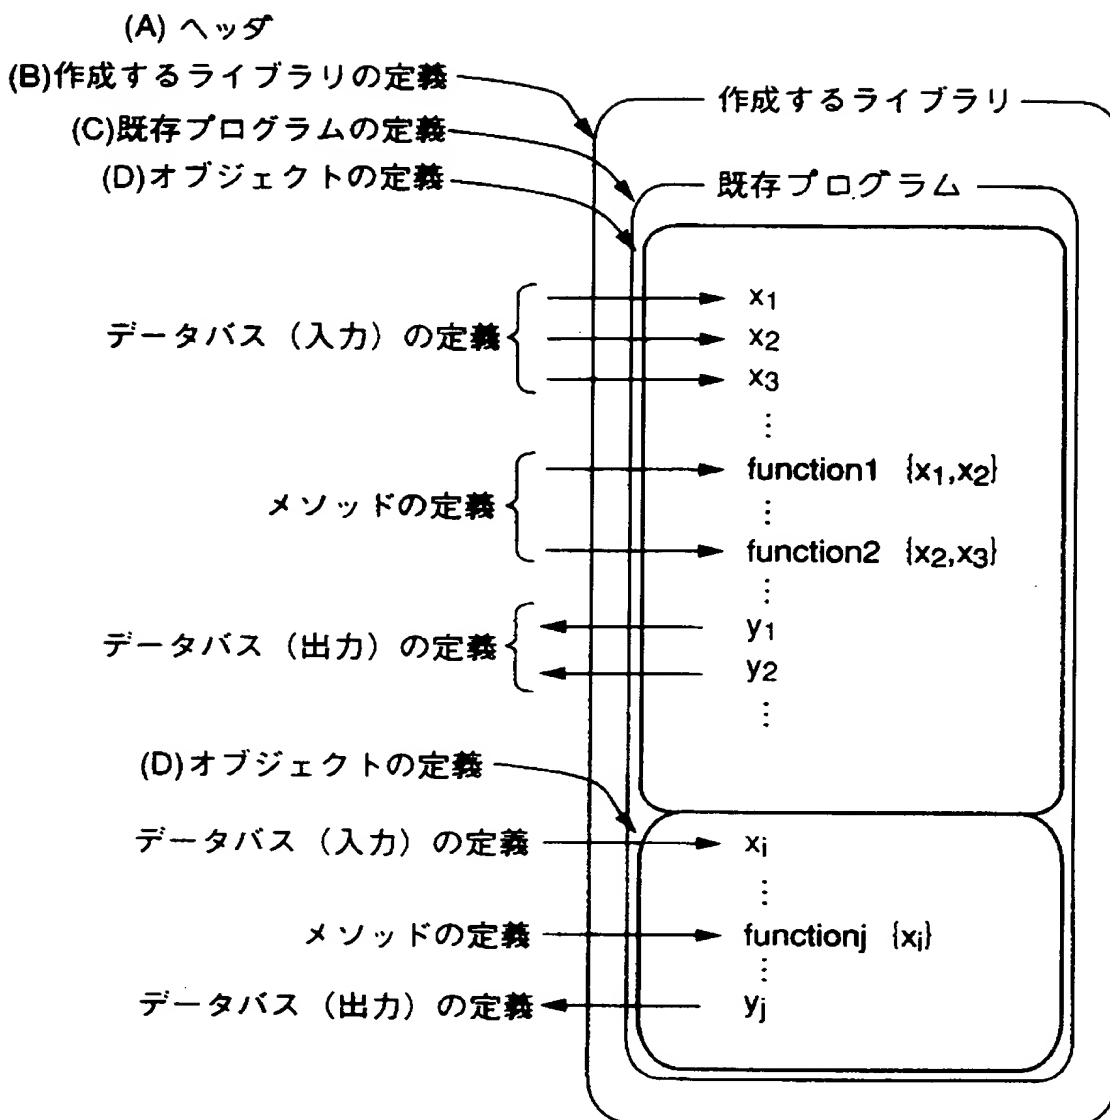 (A) ヘッダ
(B)作成するライブラリの定義
作成するライブラリ
(C)既存プログラムの定義
(D)オブジェクトの定義
既存プログラム
x1
データバス（入力）の定義
x2
x3
⋮
function1 {x1,x2}
メソッドの定義
⋮
function2 {x2,x3}
⋮
y1
データバス（出力）の定義
y2
⋮
(D)オブジェクトの定義
データバス（入力）の定義
xi
⋮
メソッドの定義
functionj {xi}
⋮
データバス（出力）の定義
yj